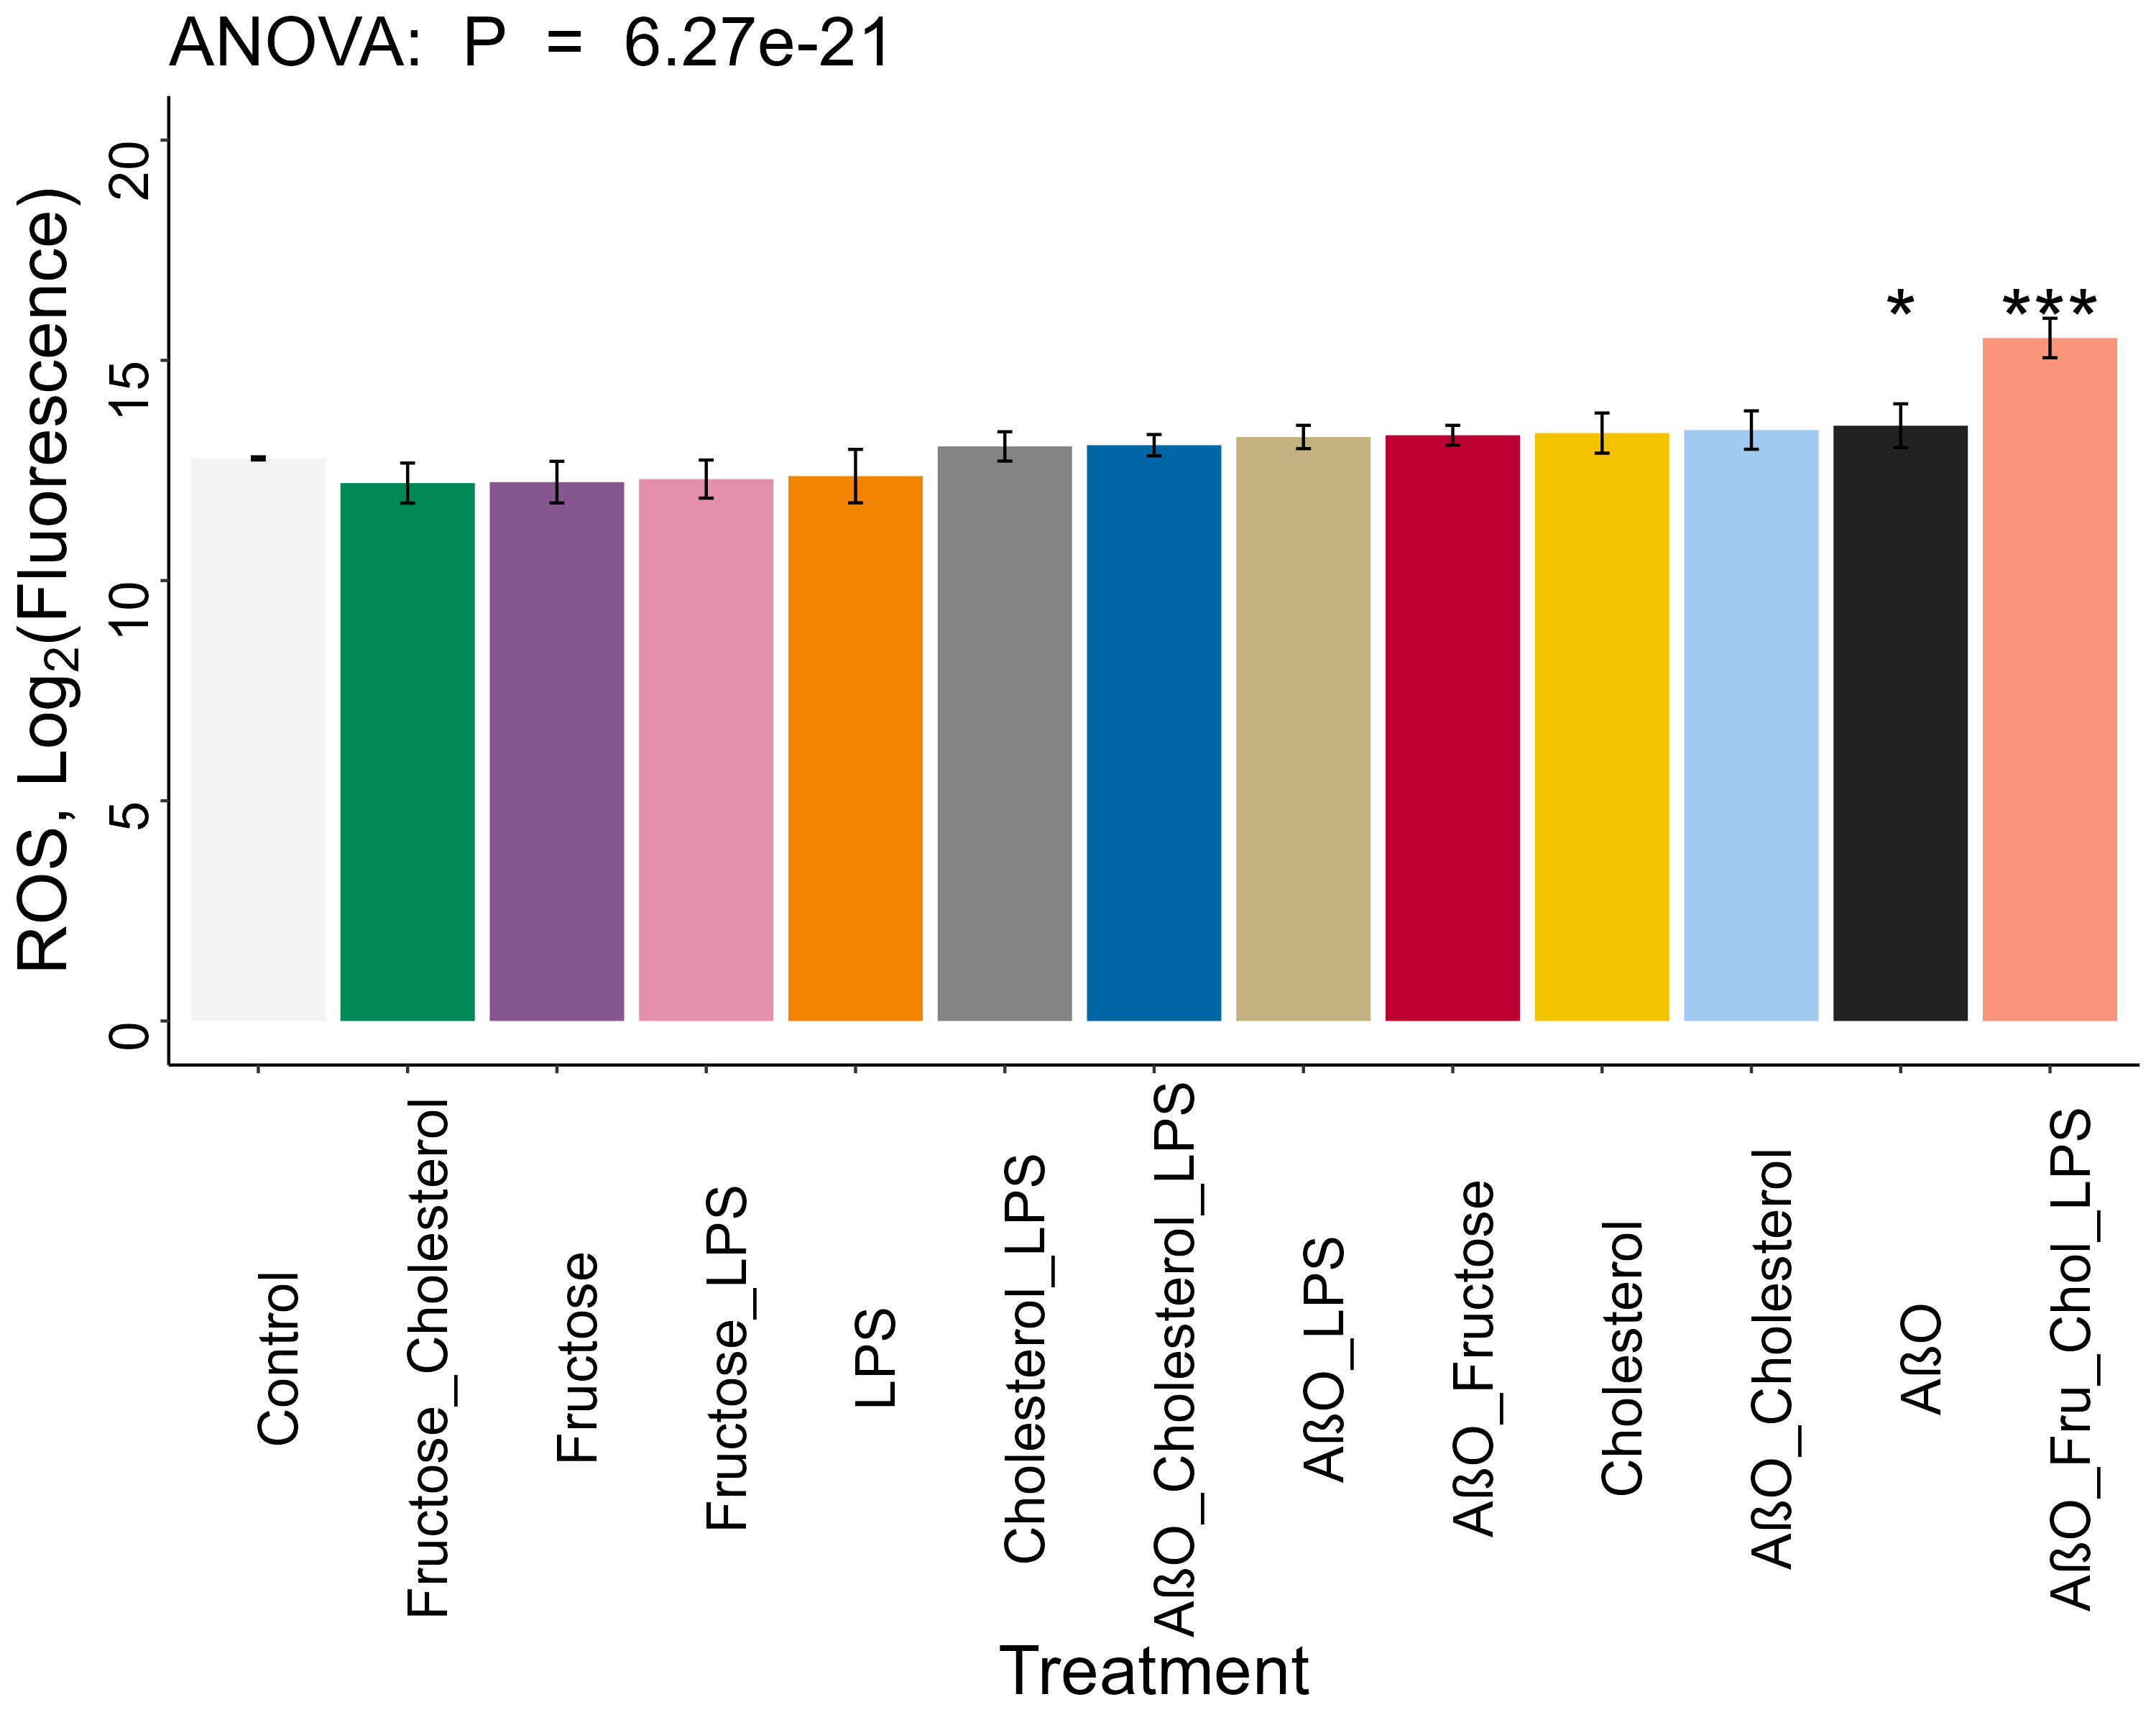 ANOVA: P = 6.27e-21
ROS, Log₂(Fluorescence)
20
15
10
5
0
* ***
Control
Fructose_Cholesterol
Fructose
Fructose_LPS
LPS
Cholesterol_LPS
AßO_Cholesterol_LPS
AßO_LPS
AßO_Fructose
Cholesterol
AßO_Cholesterol
AßO
AßO_Fru_Chol_LPS
Treatment